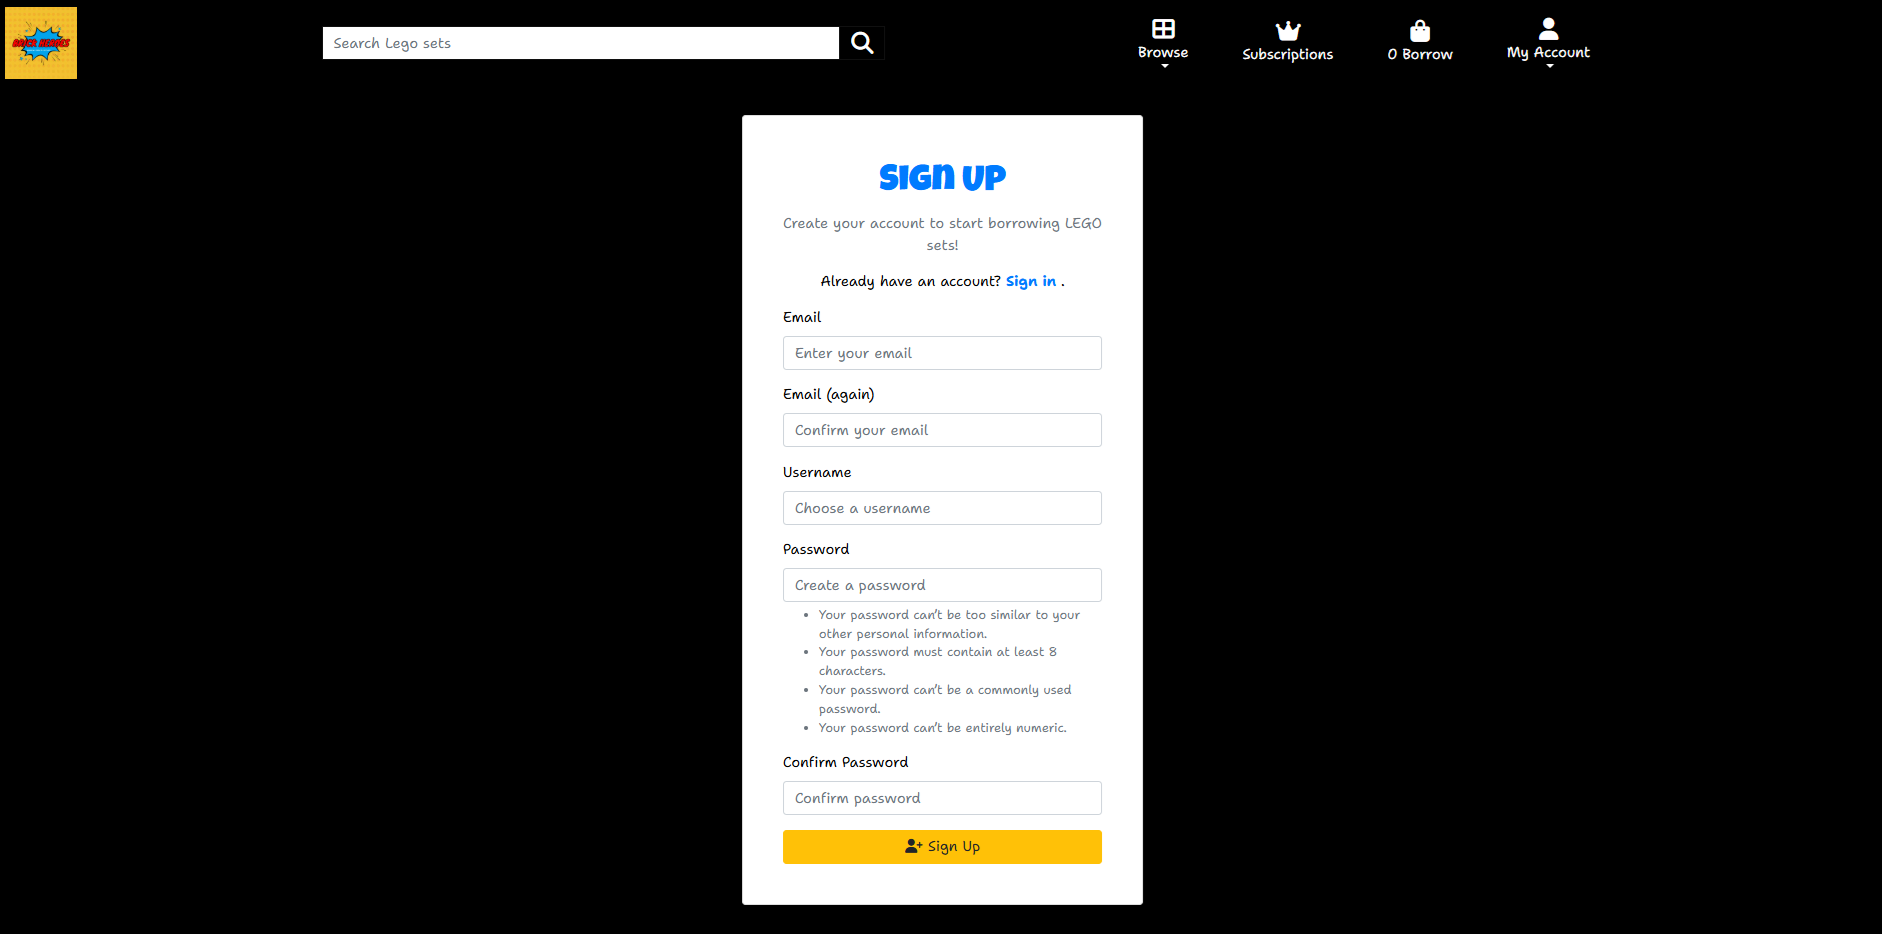 BRICK HEROES
Search Lego sets
Browse
Subscriptions
0 Borrow
My Account
Sign Up
Create your account to start borrowing LEGO
sets!
Already have an account? Sign in .
Email
Enter your email
Email (again)
Confirm your email
Username
Choose a username
Password
Create a password
• Your password can't be too similar to your
other personal information.
• Your password must contain at least 8
characters.
• Your password can't be a commonly used
password.
• Your password can't be entirely numeric.
Confirm Password
Confirm password
Sign Up